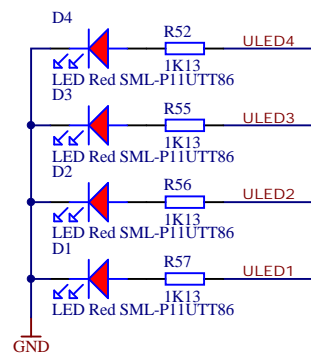 D4
R52
ULED4
1K13
LED Red SML-P11UTT86
D3
R55
ULED3
1K13
LED Red SML-P11UTT86
D2
R56
ULED2
1K13
LED Red SML-P11UTT86
D1
R57
ULED1
1K13
LED Red SML-P11UTT86
GND